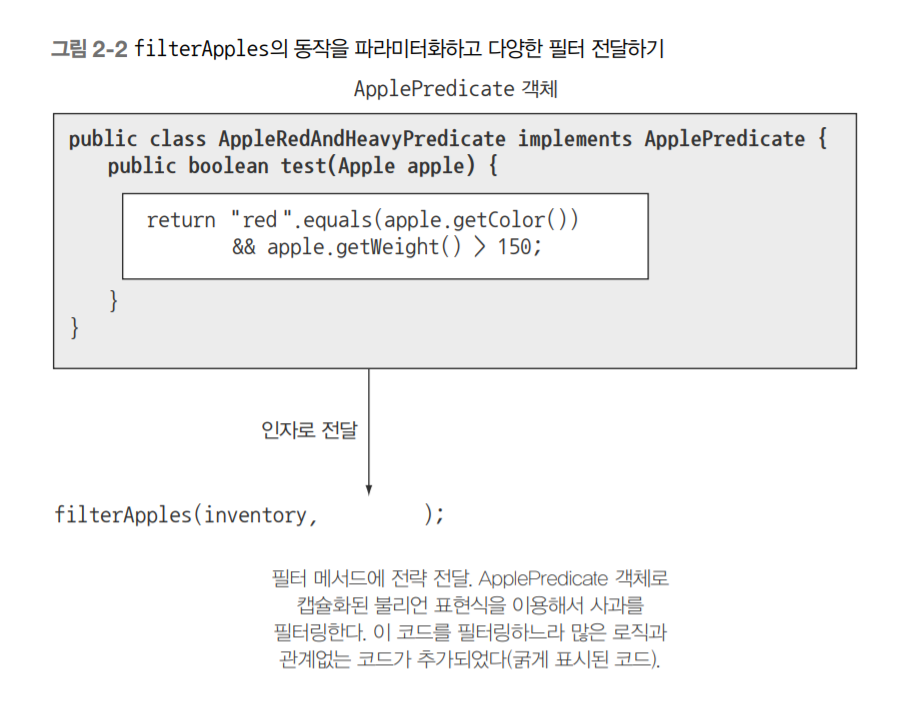 그림 2-2 filterApples의 동작을 파라미터화하고 다양한 필터 전달하기
ApplePredicate 객체
public class AppleRedAndHeavyPredicate implements ApplePredicate {
public boolean test(Apple apple) {
return "red".equals(apple.getColor())
&& apple.getWeight() > 150;
}
}
인자로 전달
filterApples(inventory,          );
필터 메서드에 전략 전달. ApplePredicate 객체로
캡슐화된 불리언 표현식을 이용해서 사과를
필터링한다. 이 코드를 필터링하느라 많은 로직과
관계없는 코드가 추가되었다(굵게 표시된 코드).